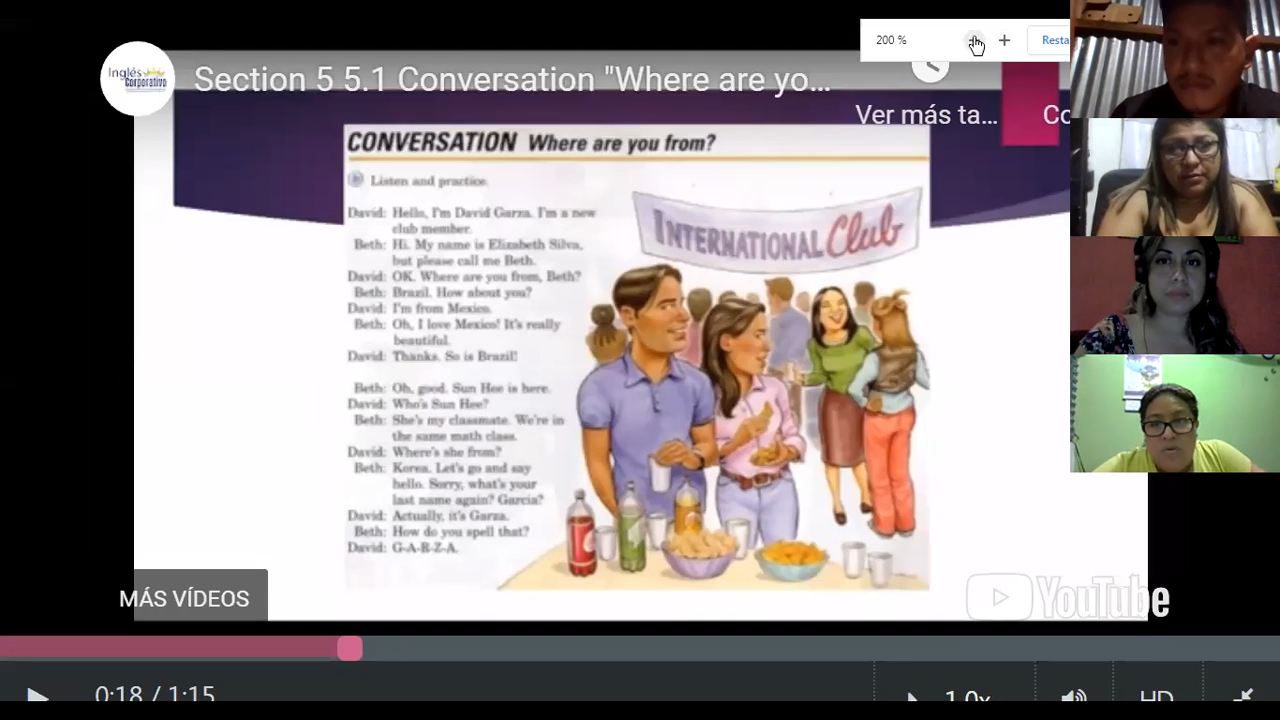 200 %
Resta
Inglés
Corporativo
Section 5 5.1 Conversation "Where are yo...
Ver más ta...
Co
CONVERSATION Where are you from?
Listen and practice.
David: Hello, I'm David Garza. I'm a new
club member.
Beth: Hi. My name is Elizabeth Silva,
but please call me Beth.
David: OK. Where are you from, Beth?
Beth: Brazil. How about you?
David: I'm from Mexico.
Beth: Oh, I love Mexico! It's really
beautiful.
David: Thanks. So is Brazil!
Beth: Oh, good. Sun Hee is here.
David: Who's Sun Hee?
Beth: She's my classmate. We're in
the same math class.
David: Where's she from?
Beth: Korea. Let's go and say
hello. Sorry, what's your
last name again? Garcia?
David: Actually, it's Garza.
Beth: How do you spell that?
David: G-A-R-Z-A.
INTERNATIONAL Club
MÁS VÍDEOS
YouTube
0:18 / 1:15
1.0x
HD